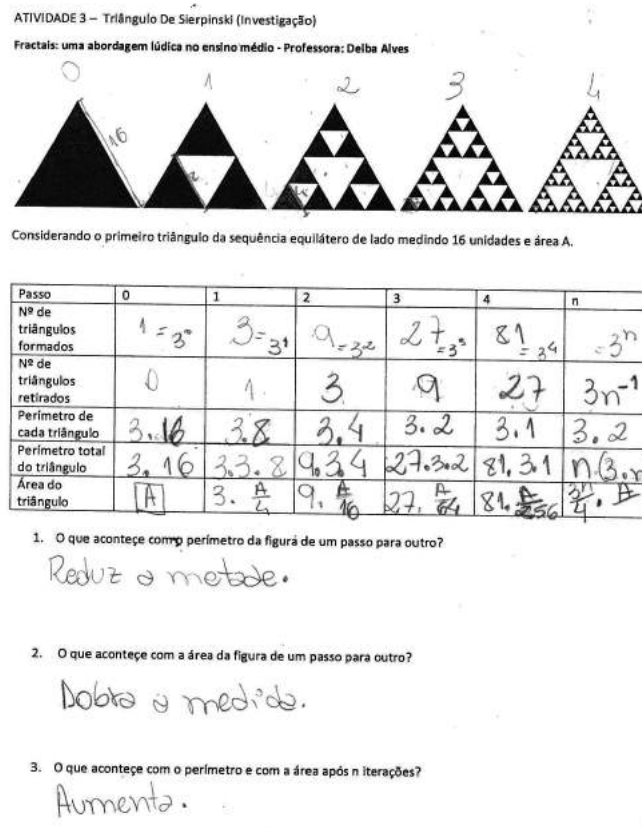 ATIVIDADE 3 – Triângulo De Sierpinski (Investigação)
Fractais: uma abordagem lúdica no ensino médio - Professora: Delba Alves
0 1 2 3 4
16
Considerando o primeiro triângulo da sequência equilátero de lado medindo 16 unidades e área A.
Passo 0 1 2 3 4 n
Nº de triângulos formados 1 = 3⁰ 3 = 3¹ 9 = 3² 27 = 3³ 81 = 3⁴ = 3ⁿ
Nº de triângulos retirados 0 1 3 9 27 3n⁻¹
Perímetro de cada triângulo 3.16 3.8 3.4 3.2 3.1 3.2
Perímetro total do triângulo 3.16 3.3.8 9.3.4 27.3.2 81.3.1 n.(3.n
Área do triângulo A 3.A/4 9.A/16 27.A/64 81.A/256 3n/4 . A
1. O que aconteçe com o perímetro da figura de um passo para outro?
Reduz a metade.
2. O que aconteçe com a área da figura de um passo para outro?
Dobra a medida.
3. O que aconteçe com o perímetro e com a área após n iterações?
Aumenta.